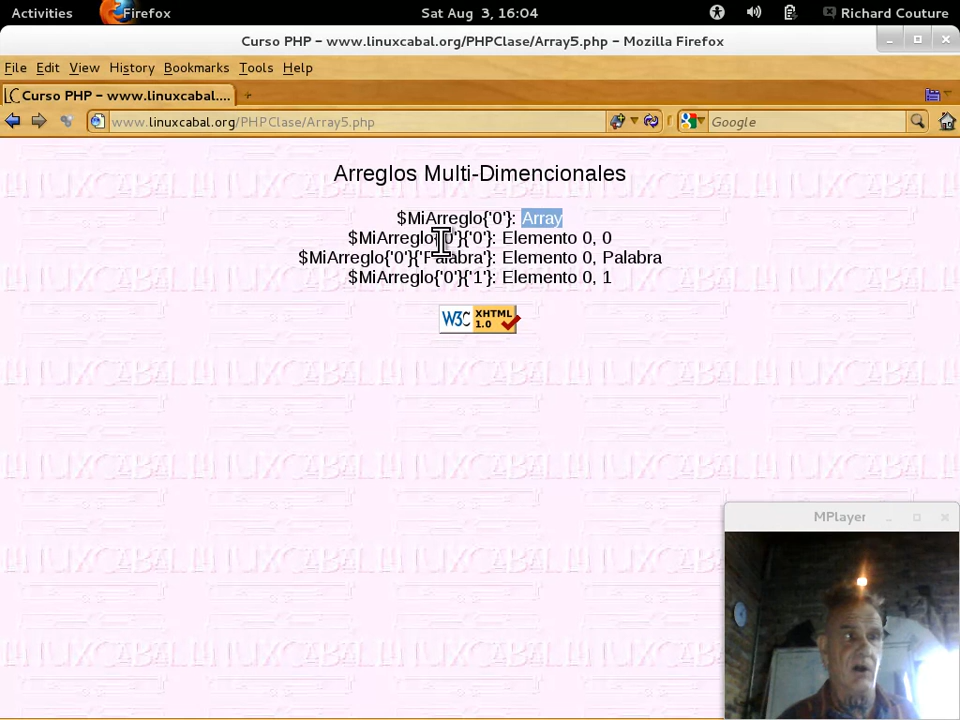 Activities Firefox Sat Aug 3, 16:04 Richard Couture
Curso PHP – www.linuxcabal.org/PHPClase/Array5.php – Mozilla Firefox
File Edit View History Bookmarks Tools Help
LC Curso PHP – www.linuxcabal.... +
www.linuxcabal.org/PHPClase/Array5.php Google
Arreglos Multi-Dimencionales
$MiArreglo{'0'}: Array
$MiArreglo{'0'}{'0'}: Elemento 0, 0
$MiArreglo{'0'}{'Palabra'}: Elemento 0, Palabra
$MiArreglo{'0'}{'1'}: Elemento 0, 1
W3C XHTML
1.0
MPlayer